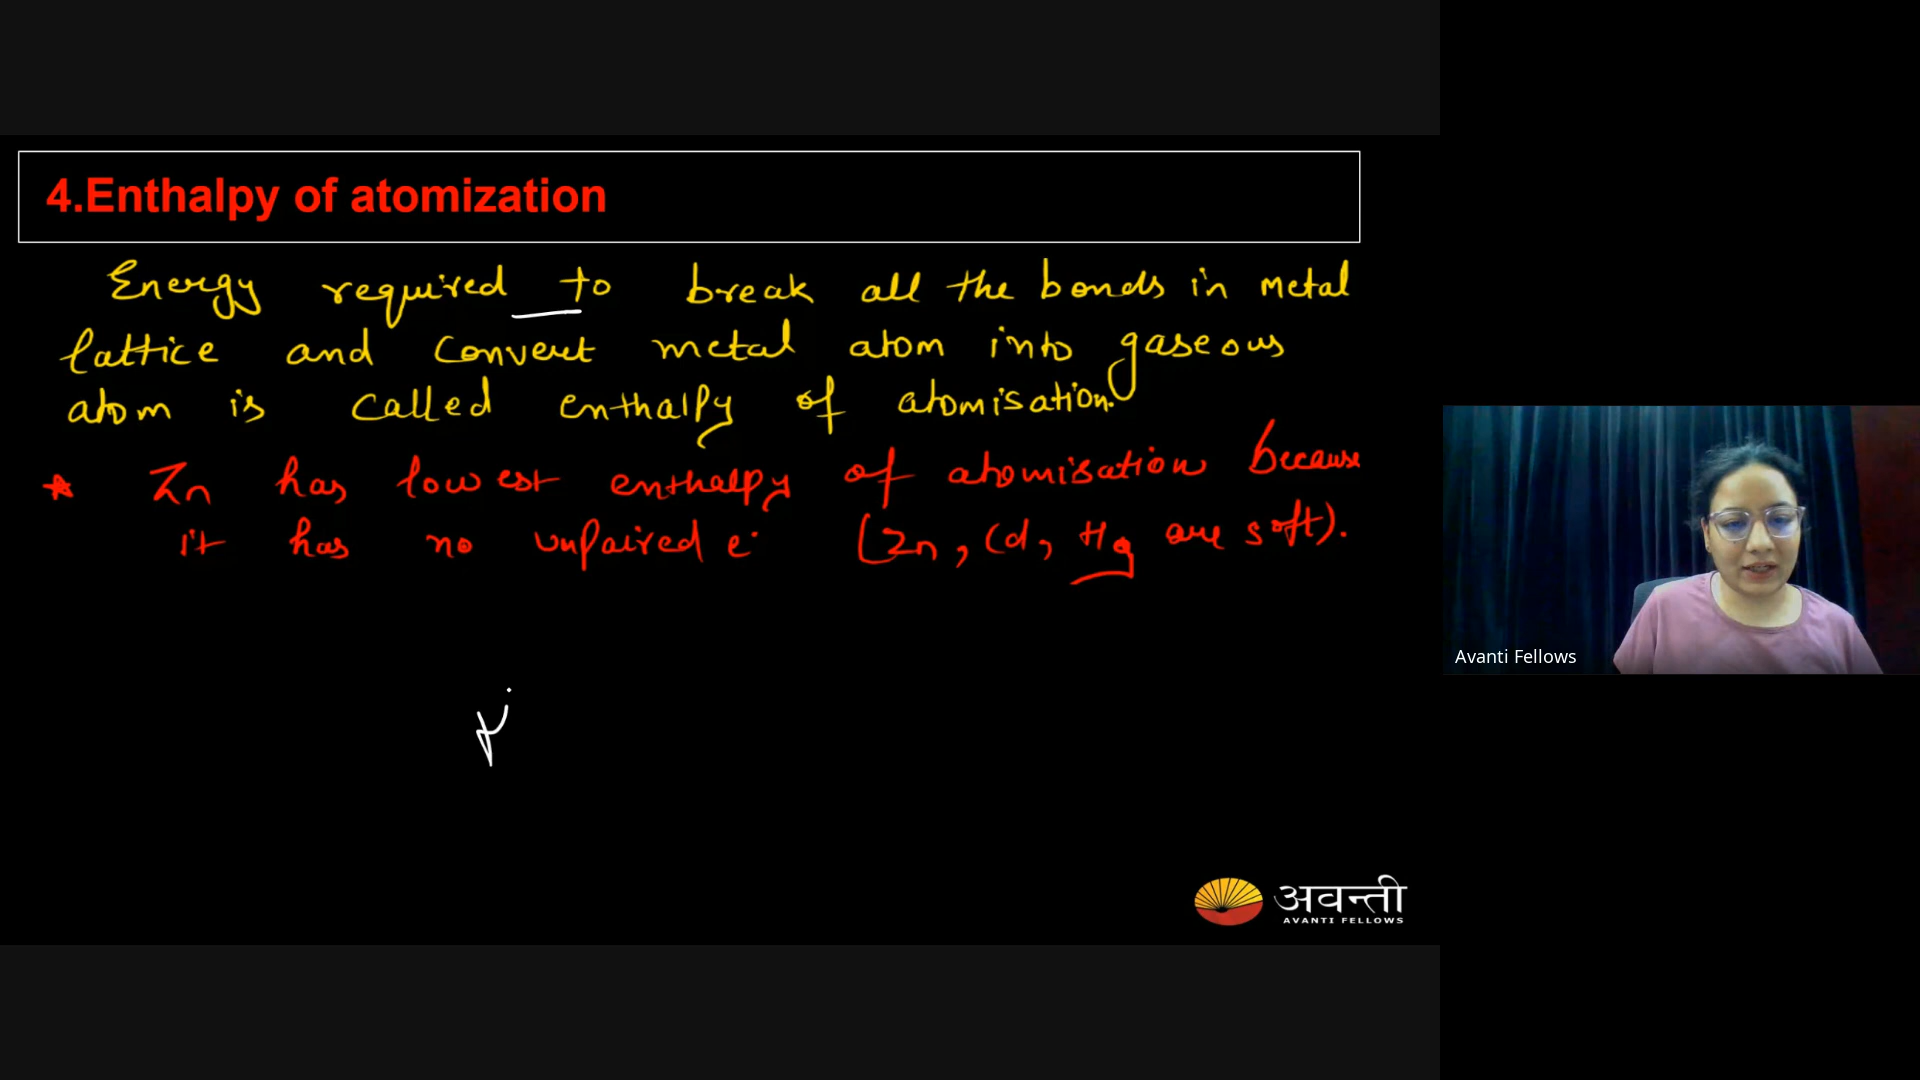 4.Enthalpy of atomization
Energy required to break all the bonds in metal
lattice and convert metal atom into gaseous
atom is called enthalpy of atomisation.
* Zn has lowest enthalpy of atomisation because
it has no unpaired e- (Zn, Cd, Hg are soft).
Avanti Fellows
अवन्ती
AVANTI FELLOWS